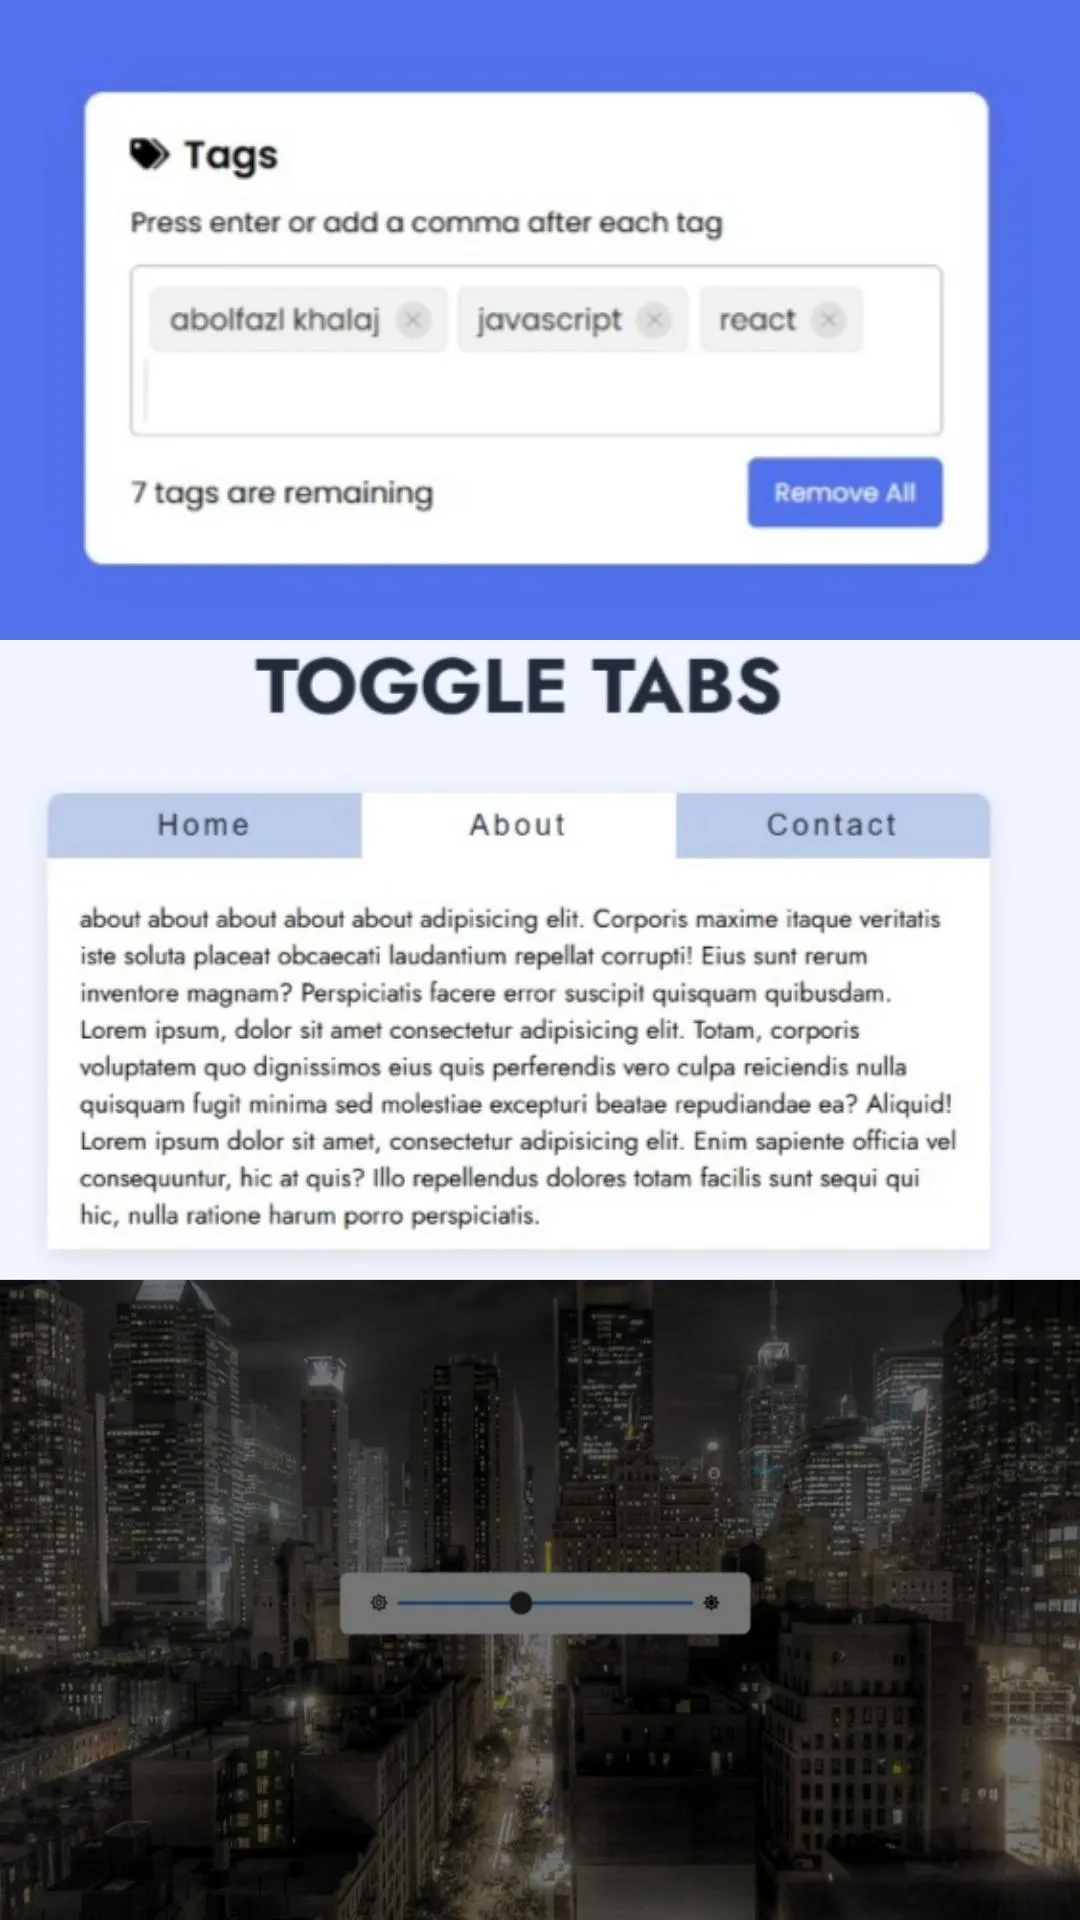 Tags
Press enter or add a comma after each tag
abolfazl khalaj javascript react
7 tags are remaining Remove All
TOGGLE TABS
Home About Contact
about about about about about adipisicing elit. Corporis maxime itaque veritatis
iste soluta placeat obcaecati laudantium repellat corrupti! Eius sunt rerum
inventore magnam? Perspiciatis facere error suscipit quisquam quibusdam.
Lorem ipsum, dolor sit amet consectetur adipisicing elit. Totam, corporis
voluptatem quo dignissimos eius quis perferendis vero culpa reiciendis nulla
quisquam fugit minima sed molestiae excepturi beatae repudiandae ea? Aliquid!
Lorem ipsum dolor sit amet, consectetur adipisicing elit. Enim sapiente officia vel
consequuntur, hic at quis? Illo repellendus dolores totam facilis sunt sequi qui
hic, nulla ratione harum porro perspiciatis.